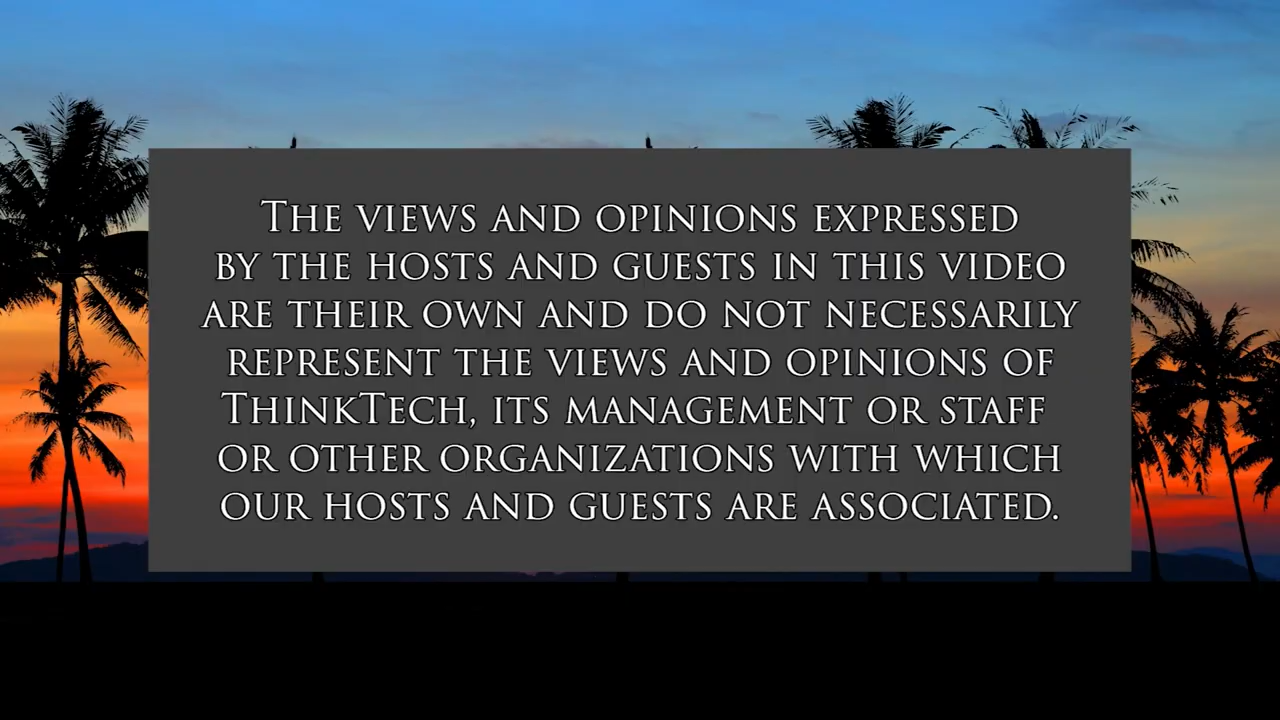 The views and opinions expressed
by the hosts and guests in this video
are their own and do not necessarily
represent the views and opinions of
ThinkTech, its management or staff
or other organizations with which
our hosts and guests are associated.